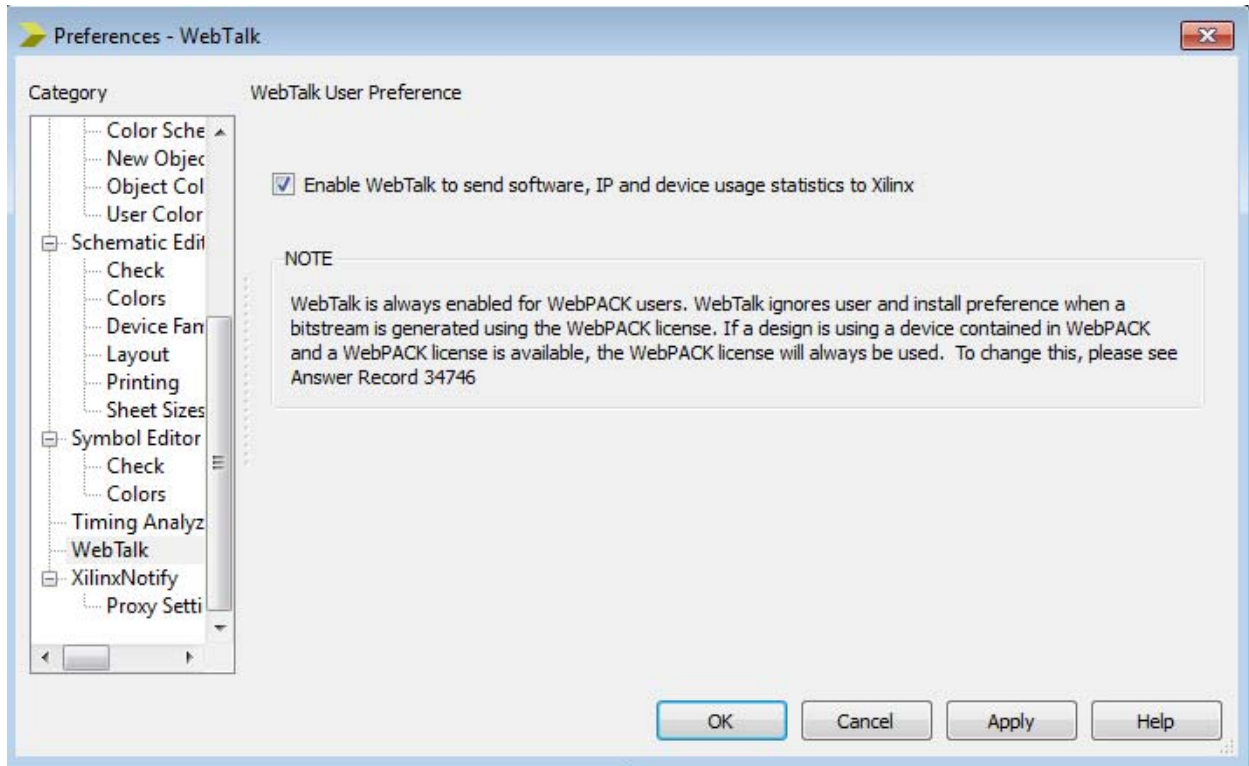 Preferences - WebTalk
Category
WebTalk User Preference
Color Sche
New Objec
Object Col
User Color
Schematic Edit
Check
Colors
Device Fam
Layout
Printing
Sheet Sizes
Symbol Editor
Check
Colors
Timing Analyz
WebTalk
XilinxNotify
Proxy Setti
Enable WebTalk to send software, IP and device usage statistics to Xilinx
NOTE
WebTalk is always enabled for WebPACK users. WebTalk ignores user and install preference when a
bitstream is generated using the WebPACK license. If a design is using a device contained in WebPACK
and a WebPACK license is available, the WebPACK license will always be used. To change this, please see
Answer Record 34746
OK
Cancel
Apply
Help